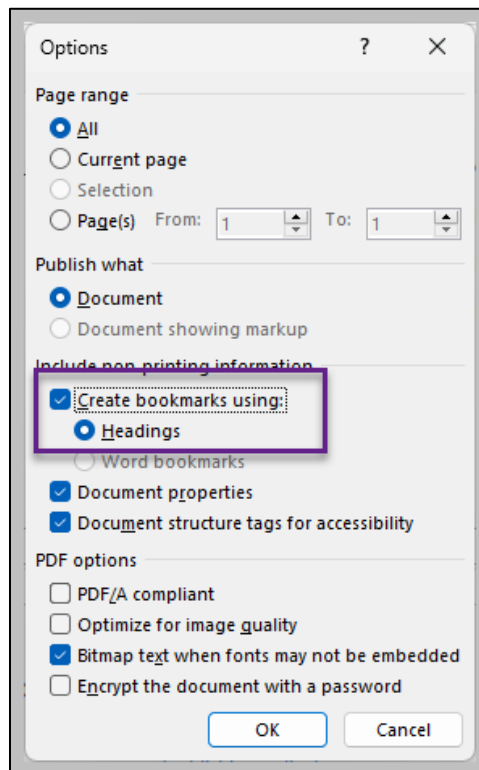 Options ? ✕
Page range
All
Current page
Selection
Page(s) From: 1 To: 1
Publish what
Document
Document showing markup
Include non-printing information
Create bookmarks using:
Headings
Word bookmarks
Document properties
Document structure tags for accessibility
PDF options
PDF/A compliant
Optimize for image quality
Bitmap text when fonts may not be embedded
Encrypt the document with a password
OK Cancel